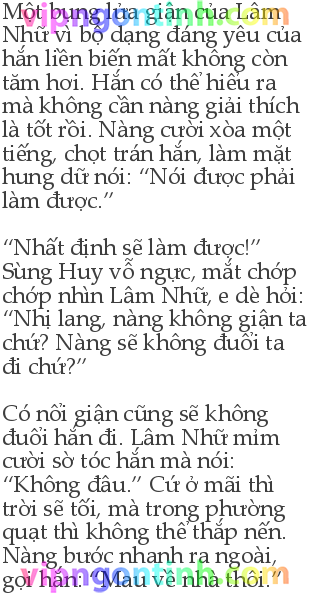 Một bụng lửa giận của Lâm
Nhữ vì bộ dạng đáng yêu của
hắn liền biến mất không còn
tăm hơi. Hắn có thể hiểu ra
mà không cần nàng giải thích
là tốt rồi. Nàng cười xòa một
tiếng, chọt trán hắn, làm mặt
hung dữ nói: “Nói được phải
làm được.”
“Nhất định sẽ làm được!”
Sùng Huy vỗ ngực, mắt chớp
chớp nhìn Lâm Nhữ, e dè hỏi:
“Nhị lang, nàng không giận ta
chứ? Nàng sẽ không đuổi ta
đi chứ?”
Có nổi giận cũng sẽ không
đuổi hắn đi. Lâm Nhữ mỉm
cười sờ tóc hắn mà nói:
“Không đâu.” Cứ ở mãi thì
trời sẽ tối, mà trong phường
quạt thì không thể thắp nến.
Nàng bước nhanh ra ngoài,
gọi hắn: “Mau về nhà thôi.”
vipngontinh.com
vipngontinh.com